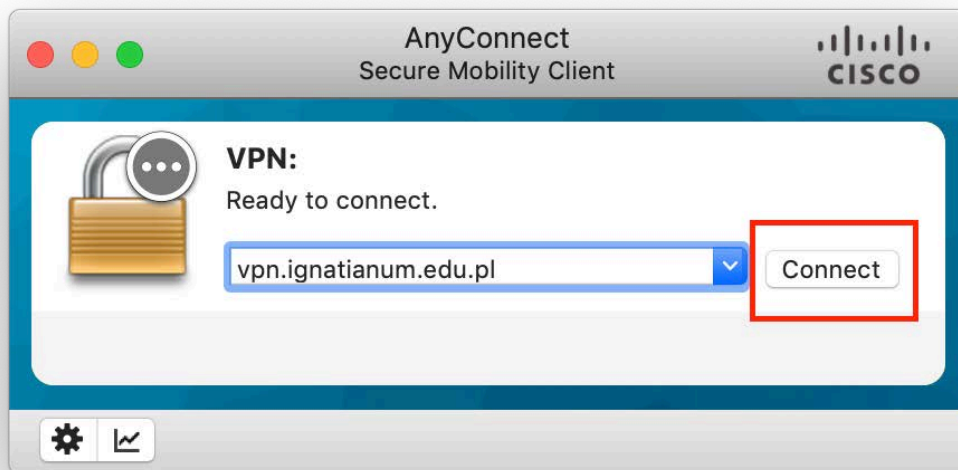 AnyConnect
Secure Mobility Client
CISCO
VPN:
Ready to connect.
vpn.ignatianum.edu.pl
Connect